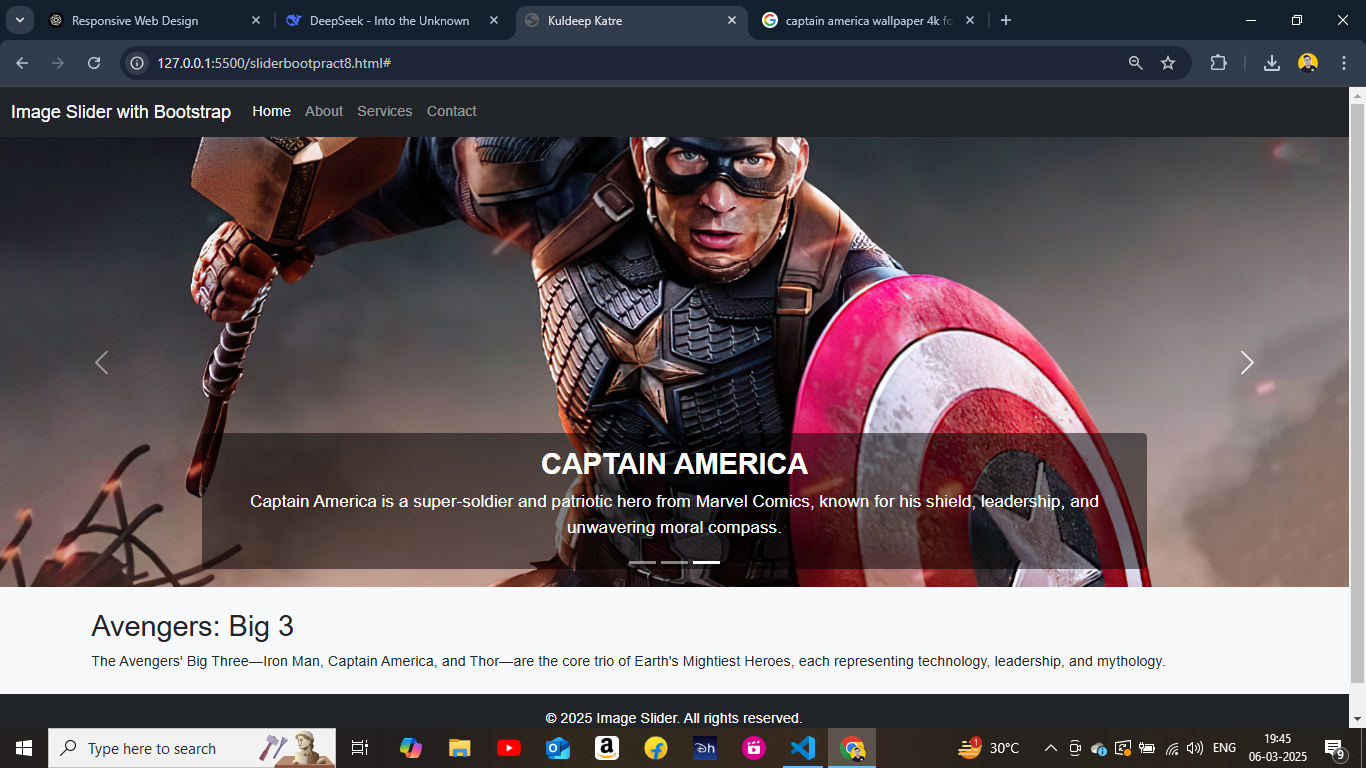 Responsive Web Design
DeepSeek - Into the Unknown
Kuldeep Katre
captain america wallpaper 4k fo
127.0.0.1:5500/sliderbootpract8.html#
Image Slider with Bootstrap Home About Services Contact
CAPTAIN AMERICA
Captain America is a super-soldier and patriotic hero from Marvel Comics, known for his shield, leadership, and
unwavering moral compass.
Avengers: Big 3
The Avengers' Big Three—Iron Man, Captain America, and Thor—are the core trio of Earth's Mightiest Heroes, each representing technology, leadership, and mythology.
© 2025 Image Slider. All rights reserved.
Type here to search
a
Dh
1
30°C
ENG
19:45
06-03-2025
9